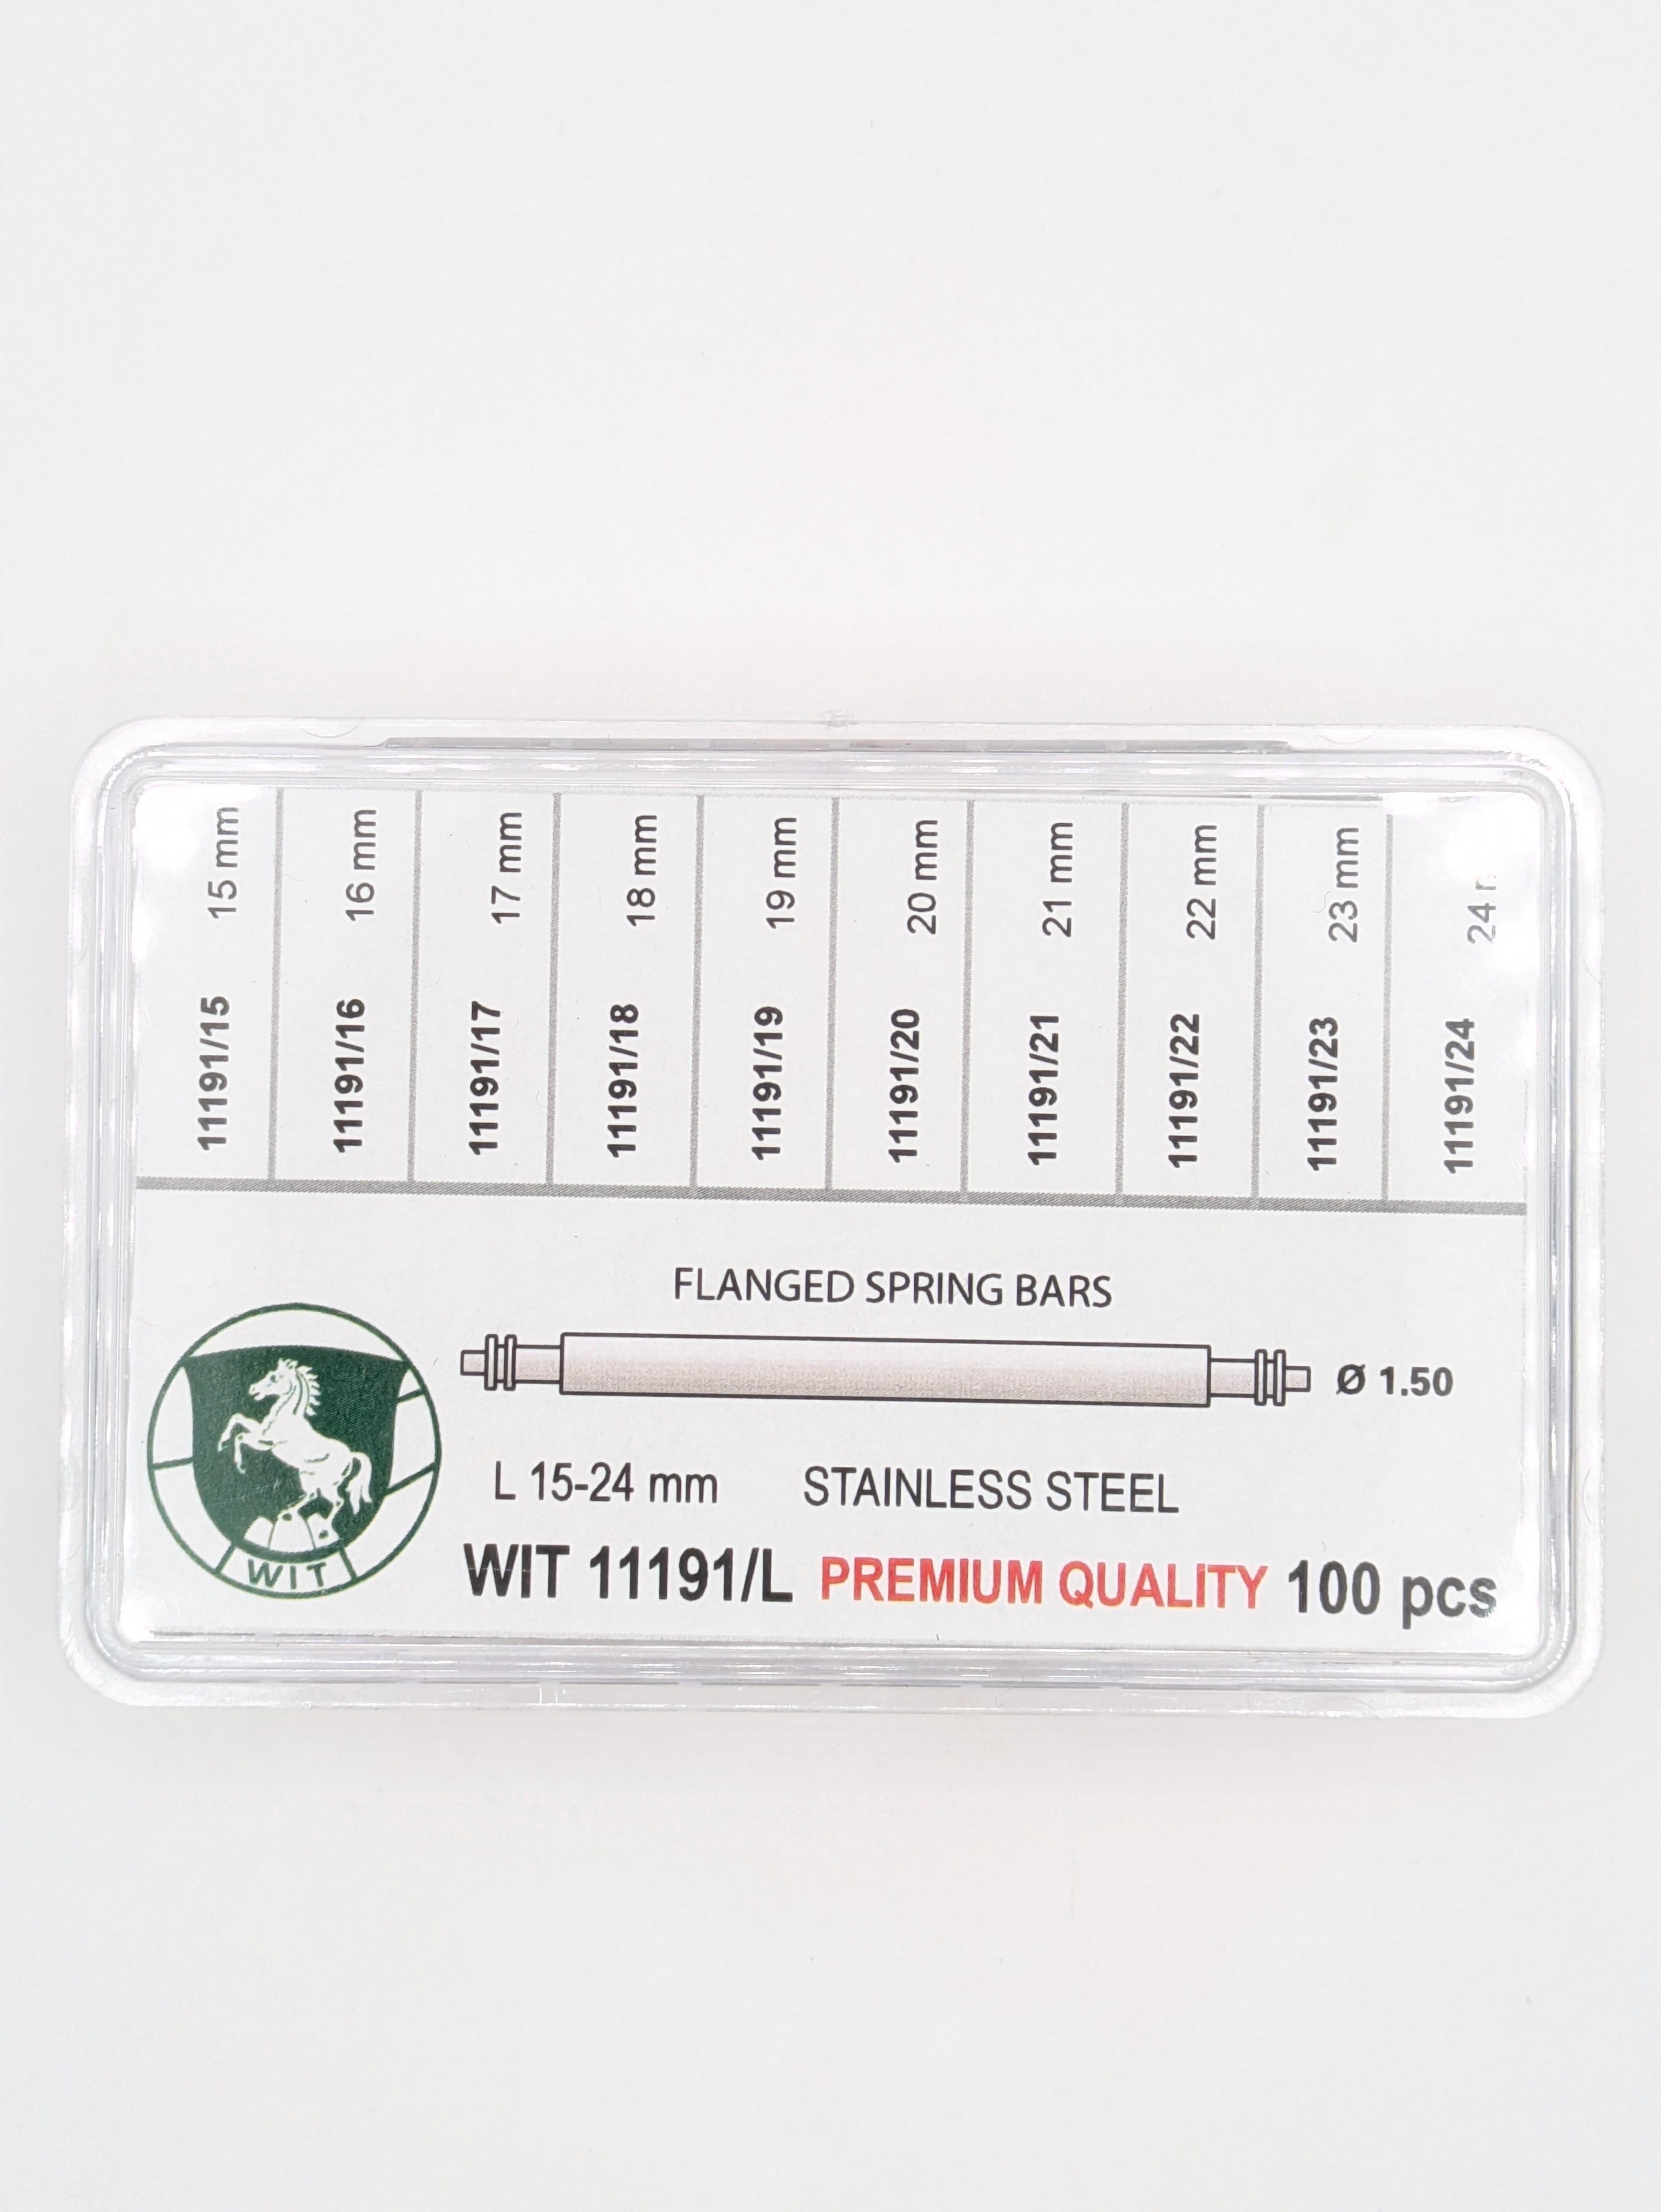 11191/15 15 mm
11191/16 16 mm
11191/17 17 mm
11191/18 18 mm
11191/19 19 mm
11191/20 20 mm
11191/21 21 mm
11191/22 22 mm
11191/23 23 mm
11191/24 24
FLANGED SPRING BARS
Ø 1.50
L 15-24 mm STAINLESS STEEL
WIT 11191/L PREMIUM QUALITY 100 pcs
WIT